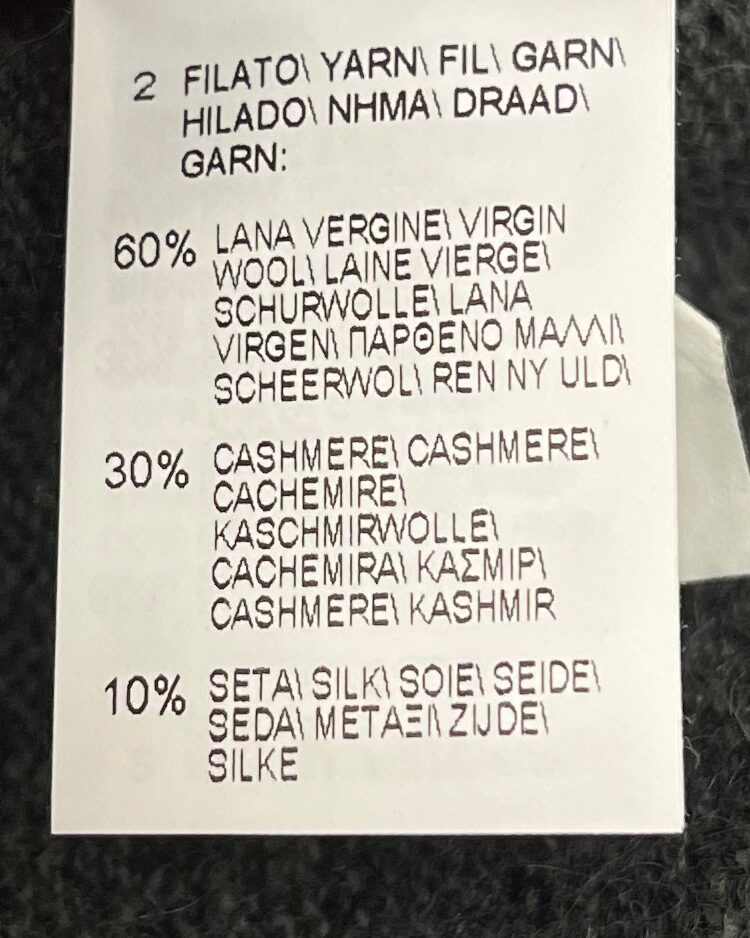 2 FILATO\ YARN\ FIL\ GARN\
HILADO\ ΝΗΜΑ\ DRAAD\
GARN:
60% LANA VERGINE\ VIRGIN
WOOL\ LAINE VIERGE\
SCHURWOLLE\ LANA
VIRGEN\ ΠΑΡΘΕΝΟ ΜΑΛΛΙ\
SCHEERWOL\ REN NY ULD\
30% CASHMERE\ CASHMERE\
CACHEMIRE\
KASCHMIRWOLLE\
CACHEMIRA\ ΚΑΣΜΙΡ\
CASHMERE\ KASHMIR
10% SETA\ SILK\ SOIE\ SEIDE\
SEDA\ ΜΕΤΑΞΙ\ ZIJDE\
SILKE